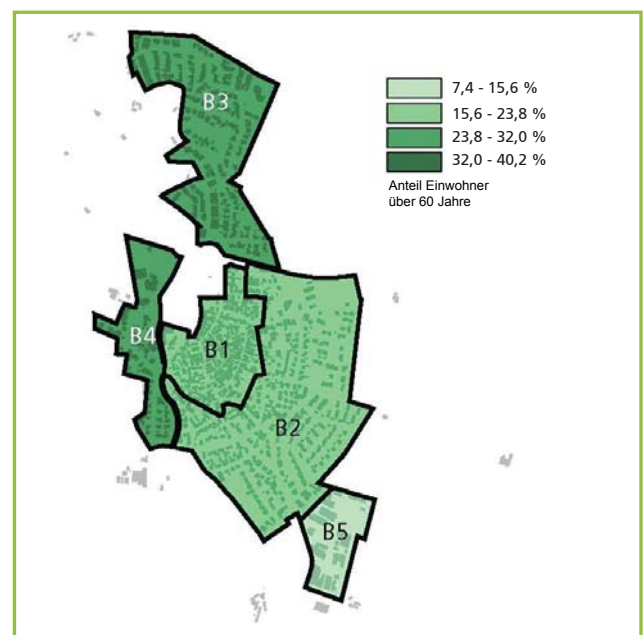 B3
7,4 - 15,6 %
15,6 - 23,8 %
23,8 - 32,0 %
32,0 - 40,2 %
Anteil Einwohner
über 60 Jahre
B4
B1
B2
B5